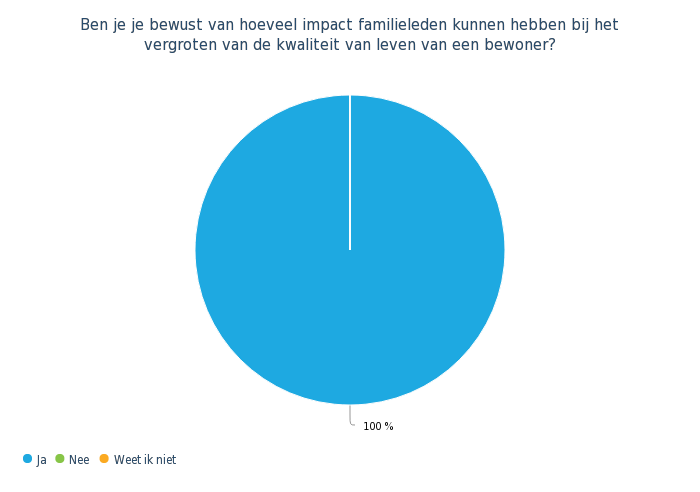 Ben je je bewust van hoeveel impact familieleden kunnen hebben bij het
vergroten van de kwaliteit van leven van een bewoner?
100 %
Ja Nee Weet ik niet